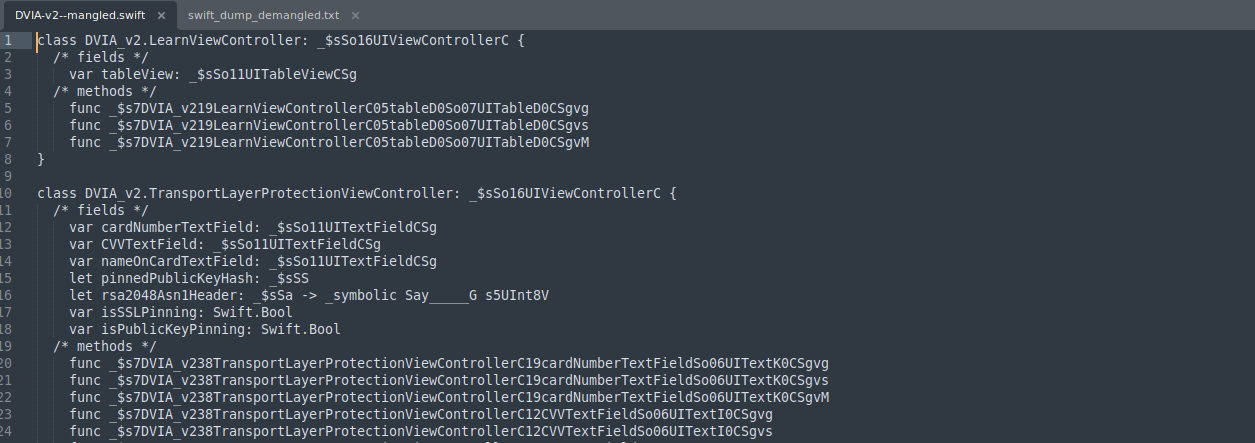 DVIA-v2--mangled.swift × swift_dump_demangled.txt ×
1 class DVIA_v2.LearnViewController: _$sSo16UIViewControllerC {
2 /* fields */
3 var tableView: _$sSo11UITableViewCSg
4 /* methods */
5 func _$s7DVIA_v219LearnViewControllerC05tableD0So07UITableD0CSgvg
6 func _$s7DVIA_v219LearnViewControllerC05tableD0So07UITableD0CSgvs
7 func _$s7DVIA_v219LearnViewControllerC05tableD0So07UITableD0CSgvM
8 }
9
10 class DVIA_v2.TransportLayerProtectionViewController: _$sSo16UIViewControllerC {
11 /* fields */
12 var cardNumberTextField: _$sSo11UITextFieldCSg
13 var CVVTextField: _$sSo11UITextFieldCSg
14 var nameOnCardTextField: _$sSo11UITextFieldCSg
15 let pinnedPublicKeyHash: _$sSS
16 let rsa2048Asn1Header: _$sSa -> _symbolic Say_____G s5UInt8V
17 var isSSLPinning: Swift.Bool
18 var isPublicKeyPinning: Swift.Bool
19 /* methods */
20 func _$s7DVIA_v238TransportLayerProtectionViewControllerC19cardNumberTextFieldSo06UITextK0CSgvg
21 func _$s7DVIA_v238TransportLayerProtectionViewControllerC19cardNumberTextFieldSo06UITextK0CSgvs
22 func _$s7DVIA_v238TransportLayerProtectionViewControllerC19cardNumberTextFieldSo06UITextK0CSgvM
23 func _$s7DVIA_v238TransportLayerProtectionViewControllerC12CVVTextFieldSo06UITextI0CSgvg
24 func _$s7DVIA_v238TransportLayerProtectionViewControllerC12CVVTextFieldSo06UITextI0CSgvs